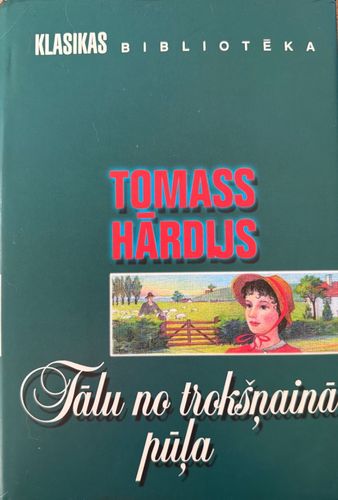 KLASIKAS BIBLIOTĒKA
TOMASS
HĀRDIJS
Tālu no trokšņainā
pūļa